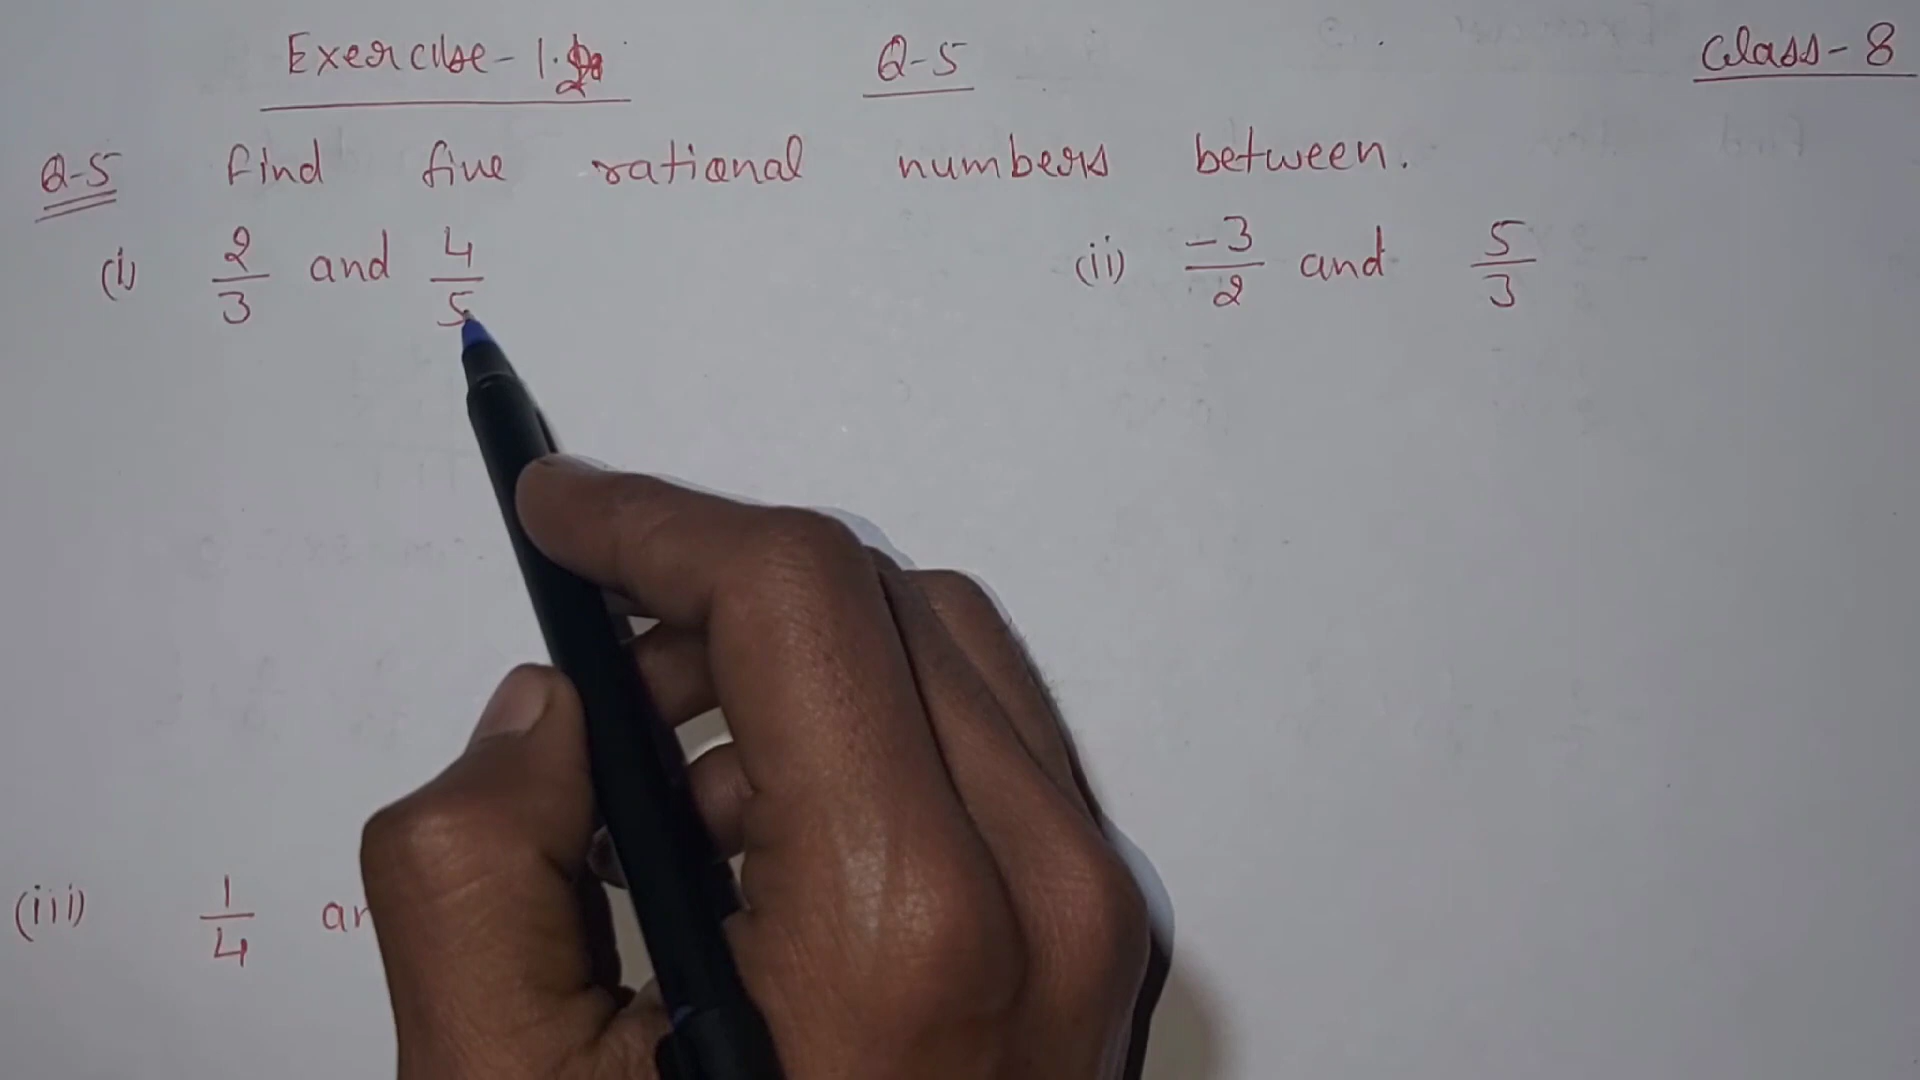 Exercise - 1.2 Q-5 Class - 8
Q-5 Find five rational numbers between.
(i) 2/3 and 4/5 (ii) -3/2 and 5/3
(iii) 1/4